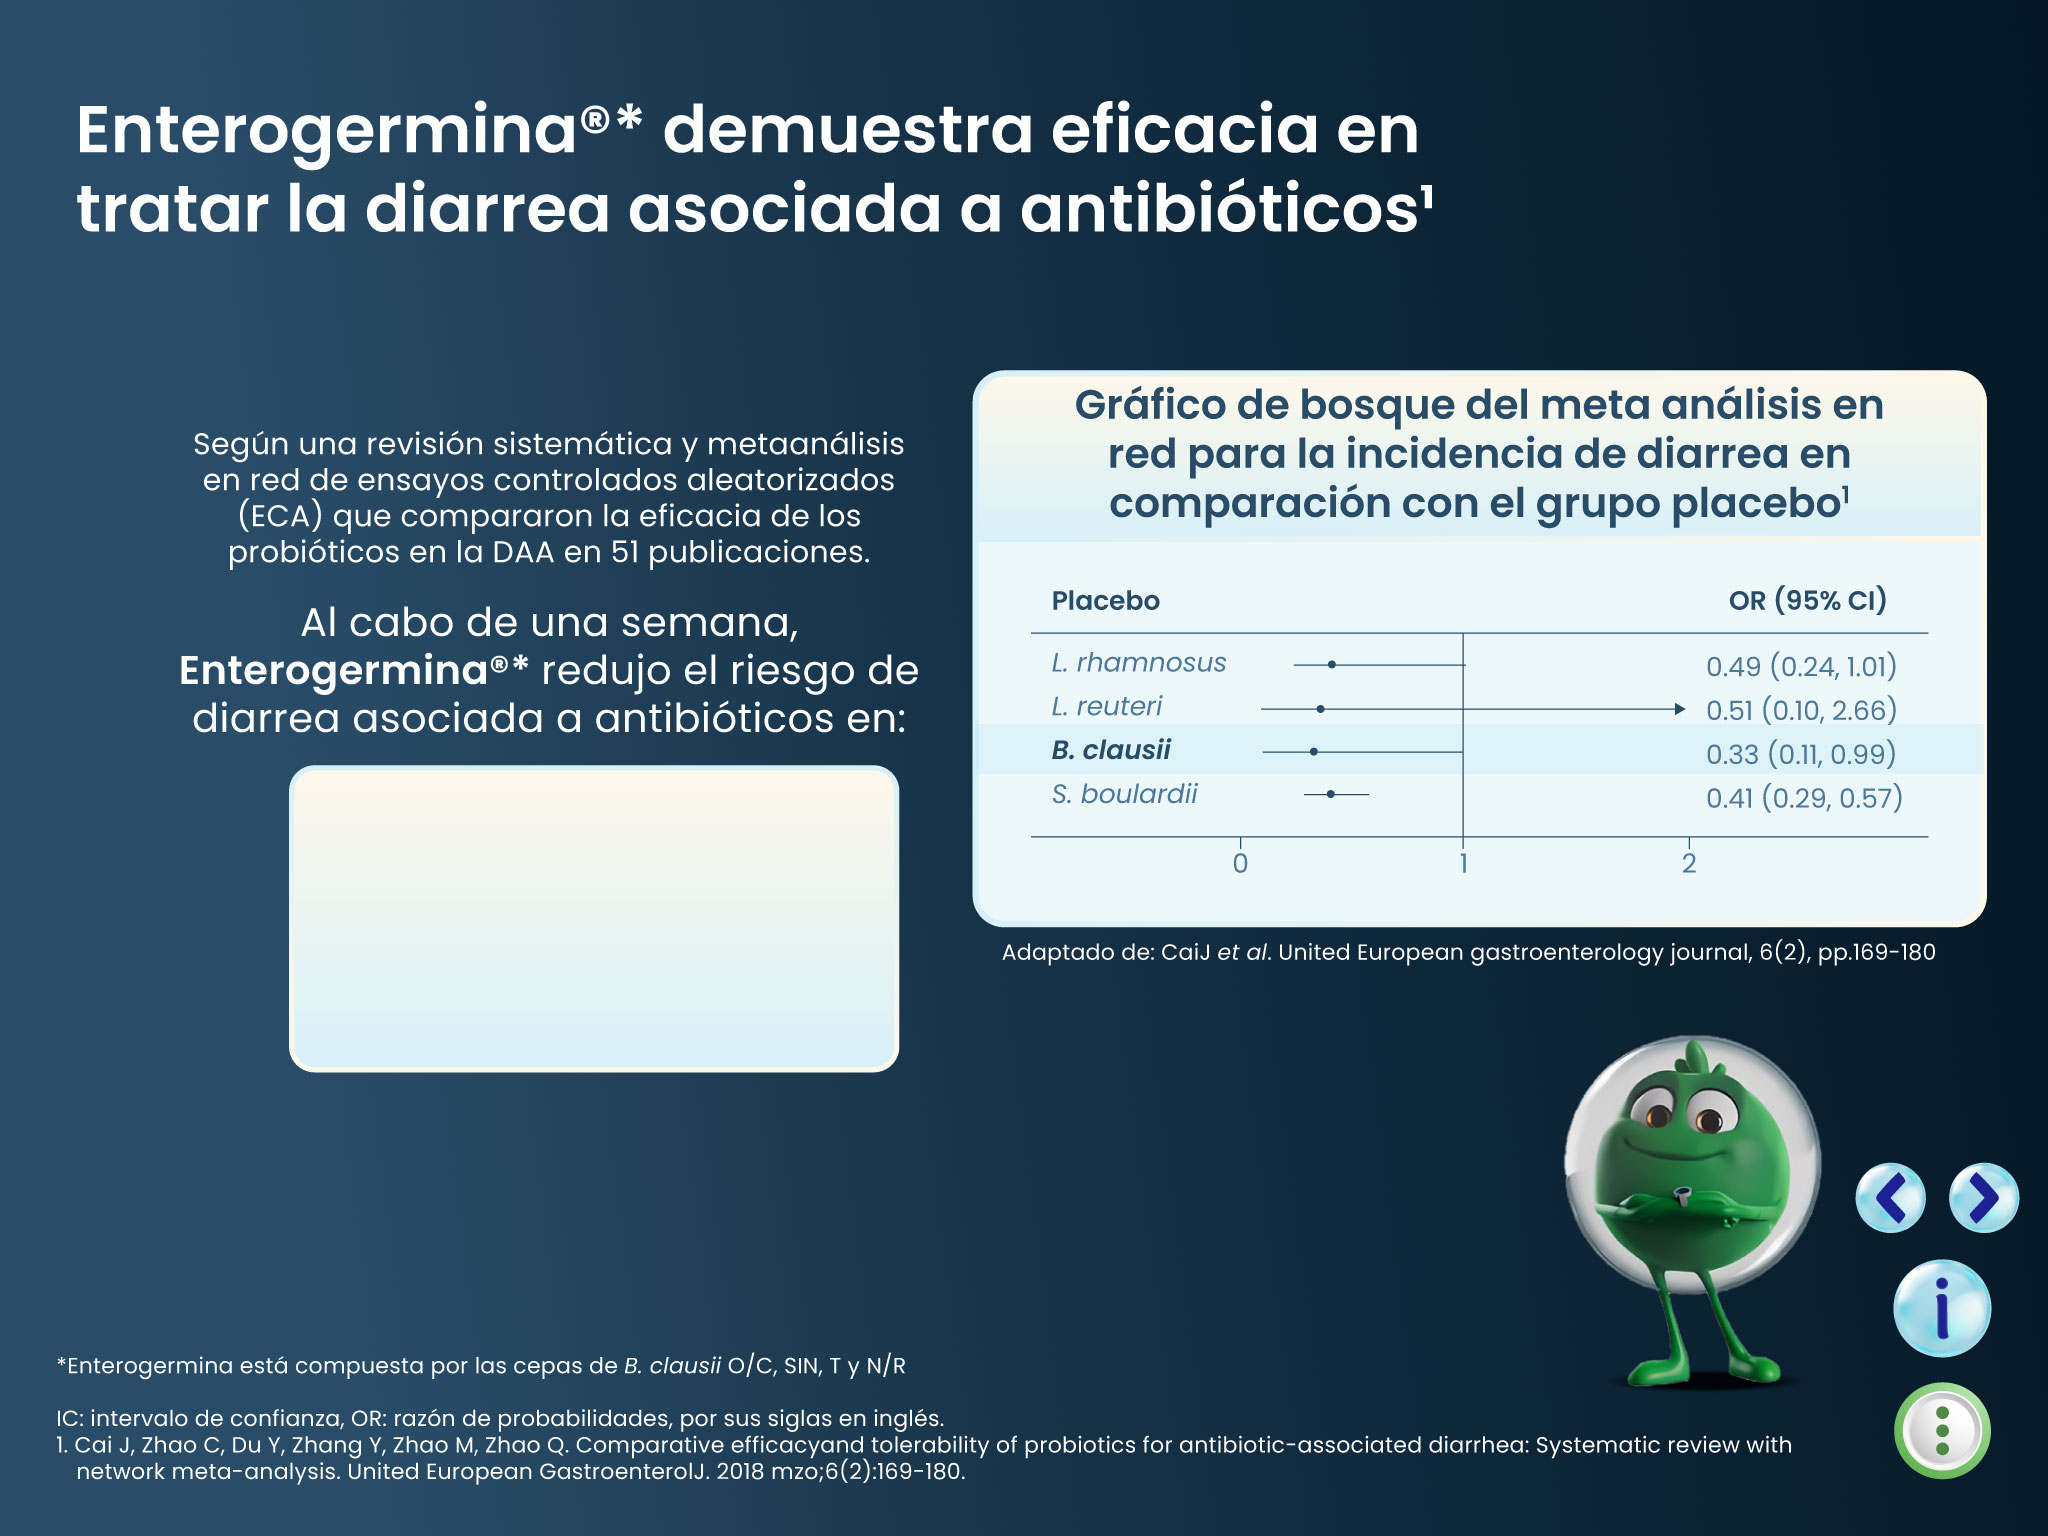 Enterogermina®* demuestra eficacia en
tratar la diarrea asociada a antibióticos¹
Según una revisión sistemática y metaanálisis
en red de ensayos controlados aleatorizados
(ECA) que compararon la eficacia de los
probióticos en la DAA en 51 publicaciones.
Al cabo de una semana,
Enterogermina®* redujo el riesgo de
diarrea asociada a antibióticos en:
Gráfico de bosque del meta análisis en
red para la incidencia de diarrea en
comparación con el grupo placebo¹
Placebo OR (95% CI)
L. rhamnosus 0.49 (0.24, 1.01)
L. reuteri 0.51 (0.10, 2.66)
B. clausii 0.33 (0.11, 0.99)
S. boulardii 0.41 (0.29, 0.57)
0 1 2
Adaptado de: CaiJ et al. United European gastroenterology journal, 6(2), pp.169-180
i
*Enterogermina está compuesta por las cepas de B. clausii O/C, SIN, T y N/R
IC: intervalo de confianza, OR: razón de probabilidades, por sus siglas en inglés.
1. Cai J, Zhao C, Du Y, Zhang Y, Zhao M, Zhao Q. Comparative efficacyand tolerability of probiotics for antibiotic-associated diarrhea: Systematic review with
network meta-analysis. United European GastroenterolJ. 2018 mzo;6(2):169-180.